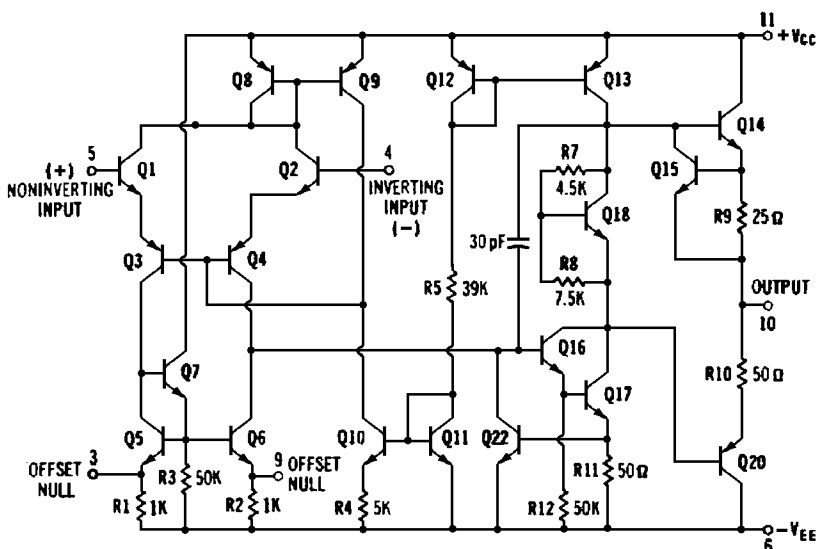 11
+VCC
Q8
Q9
Q12
Q13
Q14
5
(+)
NONINVERTING
INPUT
Q1
Q2
4
INVERTING
INPUT
(-)
R7
4.5K
Q15
Q18
R9
25Ω
Q3
Q4
30pF
R5
39K
R8
7.5K
OUTPUT
10
Q7
Q16
Q17
R10
50Ω
Q5
Q6
Q10
Q11
Q22
Q20
3
OFFSET
NULL
9
OFFSET
NULL
R3
50K
R1
1K
R2
1K
R4
5K
R12
50K
R11
50Ω
-VEE
6